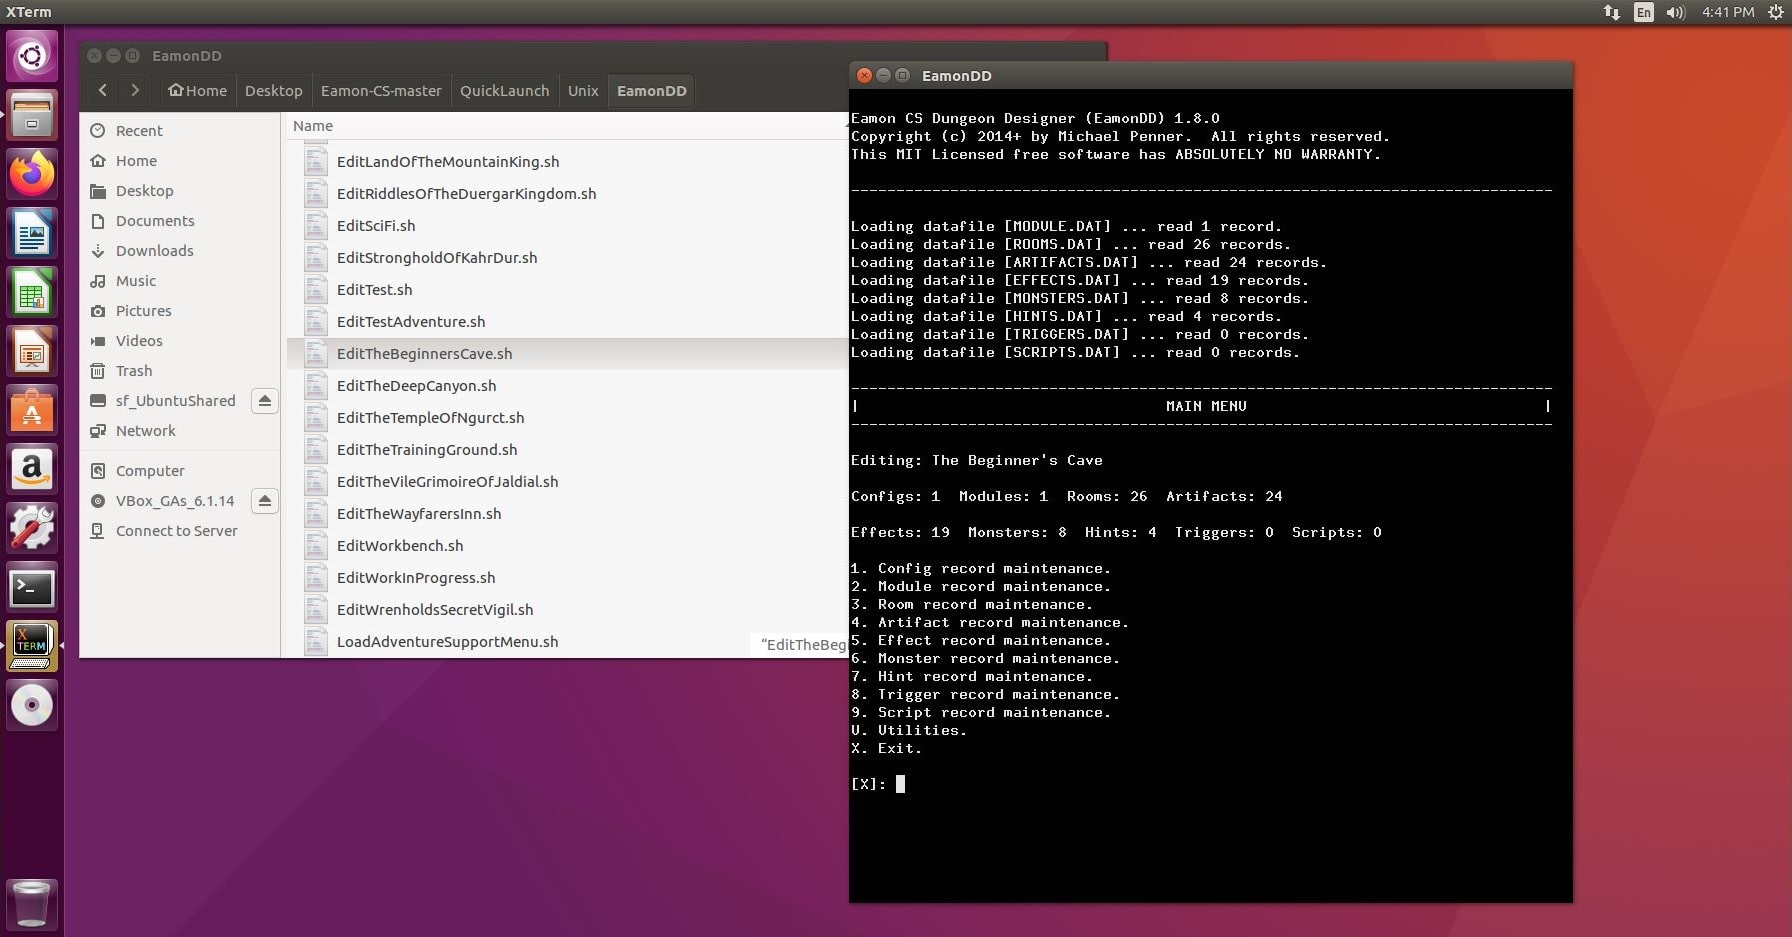 XTerm
En
4:41 PM
EamonDD
Home
Desktop
Eamon-CS-master
QuickLaunch
Unix
EamonDD
Recent
Home
Desktop
Documents
Downloads
Music
Pictures
Videos
Trash
sf_UbuntuShared
Network
Computer
VBox_GAs_6.1.14
Connect to Server
Name
EditLandOfTheMountainKing.sh
EditRiddlesOfTheDuergarKingdom.sh
EditSciFi.sh
EditStrongholdOfKahrDur.sh
EditTest.sh
EditTestAdventure.sh
EditTheBeginnersCave.sh
EditTheDeepCanyon.sh
EditTheTempleOfNgurct.sh
EditTheTrainingGround.sh
EditTheVileGrimoireOfJaldial.sh
EditTheWayfarersInn.sh
EditWorkbench.sh
EditWorkInProgress.sh
EditWrenholdsSecretVigil.sh
LoadAdventureSupportMenu.sh
“EditTheBegi
EamonDD
Eamon CS Dungeon Designer (EamonDD) 1.8.0
Copyright (c) 2014+ by Michael Penner.  All rights reserved.
This MIT Licensed free software has ABSOLUTELY NO WARRANTY.
------------------------------------------------------------------------------
Loading datafile [MODULE.DAT] ... read 1 record.
Loading datafile [ROOMS.DAT] ... read 26 records.
Loading datafile [ARTIFACTS.DAT] ... read 24 records.
Loading datafile [EFFECTS.DAT] ... read 19 records.
Loading datafile [MONSTERS.DAT] ... read 8 records.
Loading datafile [HINTS.DAT] ... read 4 records.
Loading datafile [TRIGGERS.DAT] ... read 0 records.
Loading datafile [SCRIPTS.DAT] ... read 0 records.
------------------------------------------------------------------------------
| MAIN MENU |
------------------------------------------------------------------------------
Editing: The Beginner's Cave
Configs: 1  Modules: 1  Rooms: 26  Artifacts: 24
Effects: 19  Monsters: 8  Hints: 4  Triggers: 0  Scripts: 0
1. Config record maintenance.
2. Module record maintenance.
3. Room record maintenance.
4. Artifact record maintenance.
5. Effect record maintenance.
6. Monster record maintenance.
7. Hint record maintenance.
8. Trigger record maintenance.
9. Script record maintenance.
U. Utilities.
X. Exit.
[X]:
a
>_
X
TERM